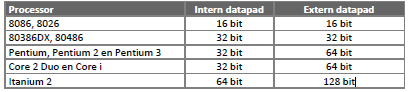 Processor Intern datapad Extern datapad
8086, 8026 16 bit 16 bit
80386DX, 80486 32 bit 32 bit
Pentium, Pentium 2 en Pentium 3 32 bit 64 bit
Core 2 Duo en Core i 32 bit 64 bit
Itanium 2 64 bit 128 bit